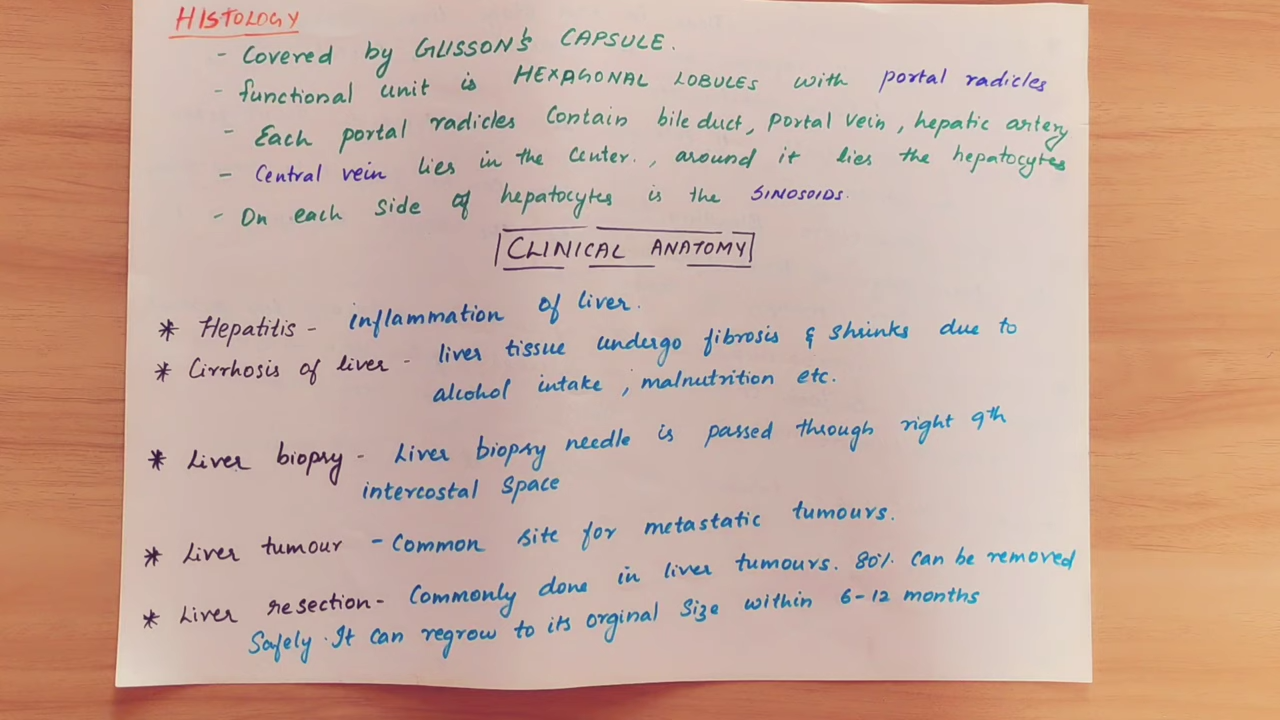 HISTOLOGY
- Covered by GLISSON'S CAPSULE.
- functional unit is HEXAGONAL LOBULES with portal radicles
- Each portal radicles contain bile duct, portal vein, hepatic artery
- Central vein lies in the center., around it lies the hepatocytes
- On each side of hepatocytes is the SINOSOIDS.
CLINICAL ANATOMY
* Hepatitis - inflammation of liver.
* Cirrhosis of liver - liver tissue undergo fibrosis & shrinks due to
alcohol intake, malnutrition etc.
* Liver biopsy - Liver biopsy needle is passed through right 9th
intercostal space
* Liver tumour - Common site for metastatic tumours.
* Liver resection - Commonly done in liver tumours. 80% can be removed
Safely. It can regrow to its orginal size within 6-12 months